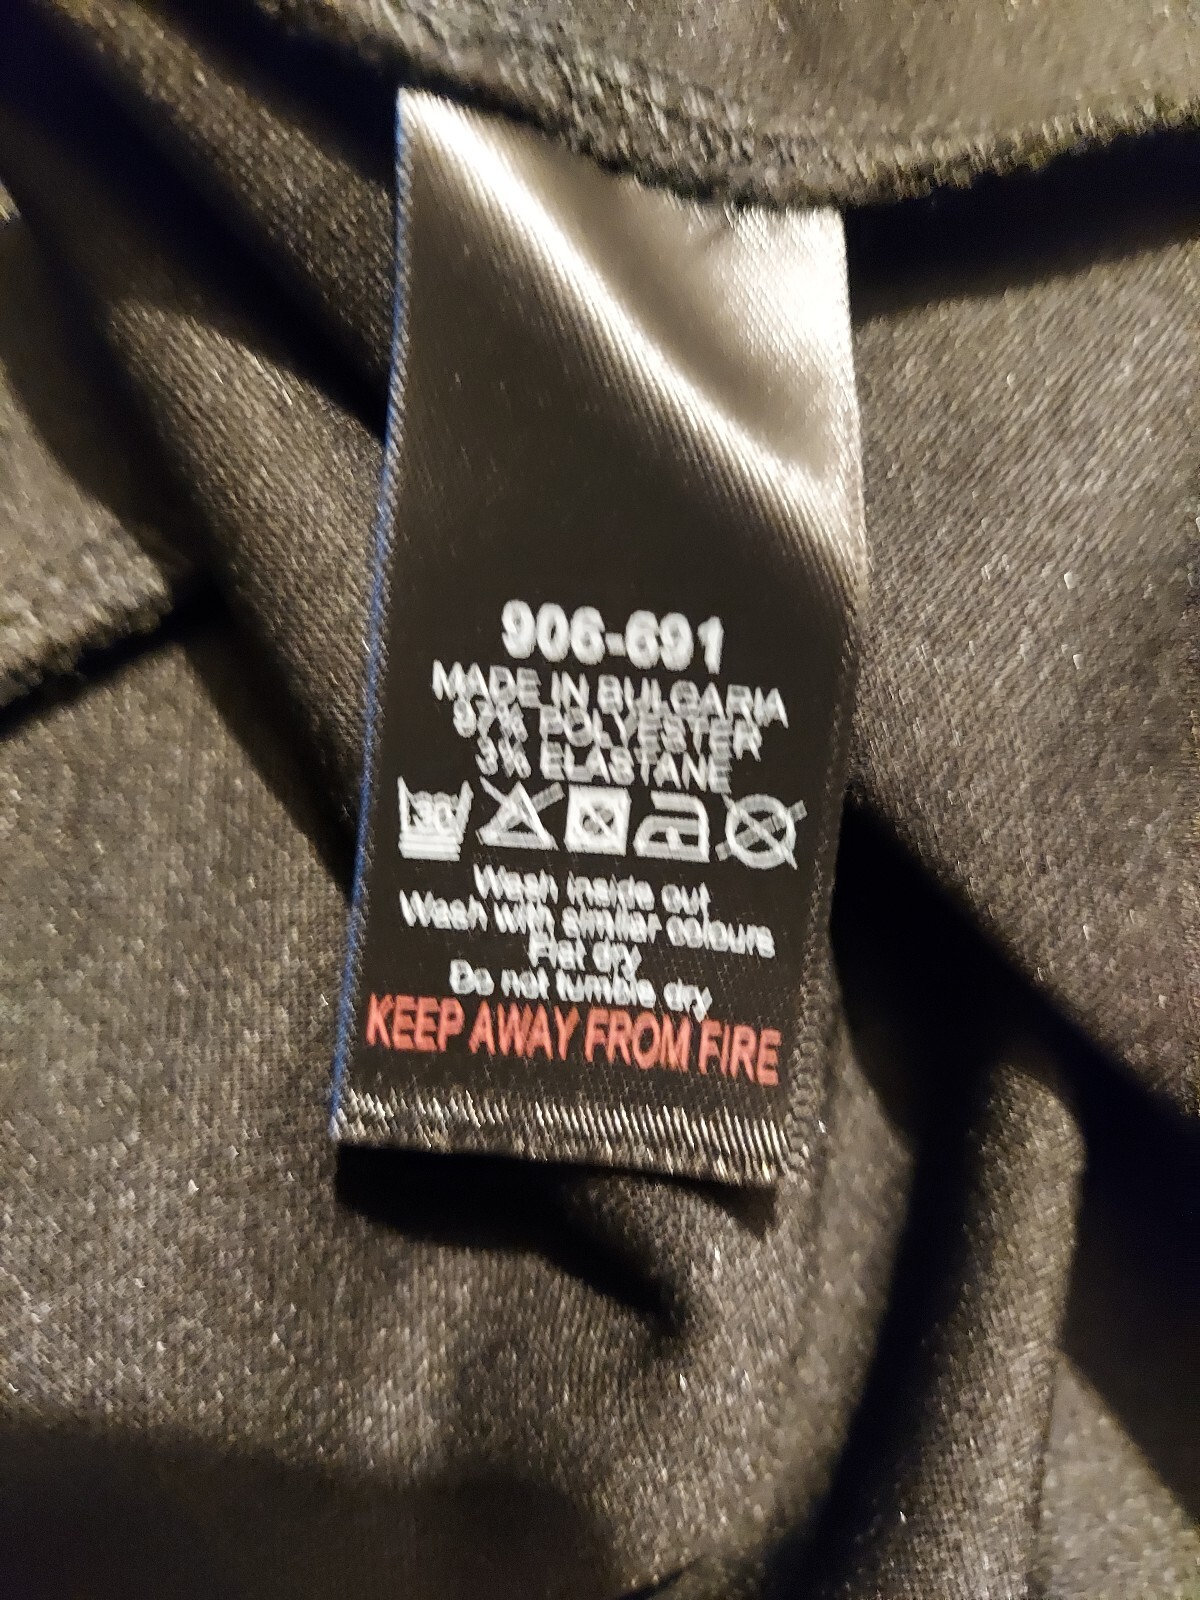 906-691
MADE IN BULGARIA
97% POLYESTER
3% ELASTANE
30
Wash inside out
Wash with similar colours
Flat dry
Do not tumble dry
KEEP AWAY FROM FIRE